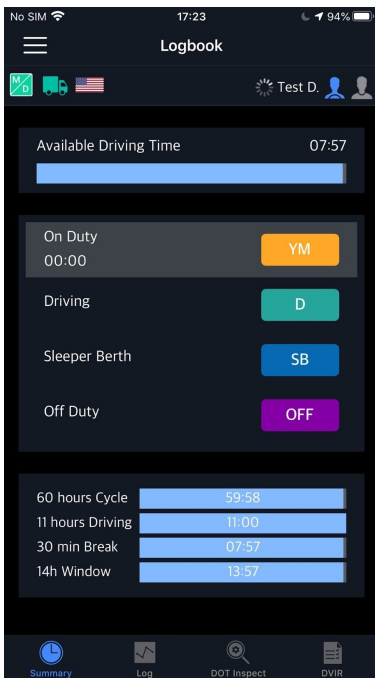 No SIM 17:23 94%
Logbook
M/D Test D.
Available Driving Time 07:57
On Duty
00:00 YM
Driving D
Sleeper Berth SB
Off Duty OFF
60 hours Cycle 59:58
11 hours Driving 11:00
30 min Break 07:57
14h Window 13:57
Summary Log DOT Inspect DVIR